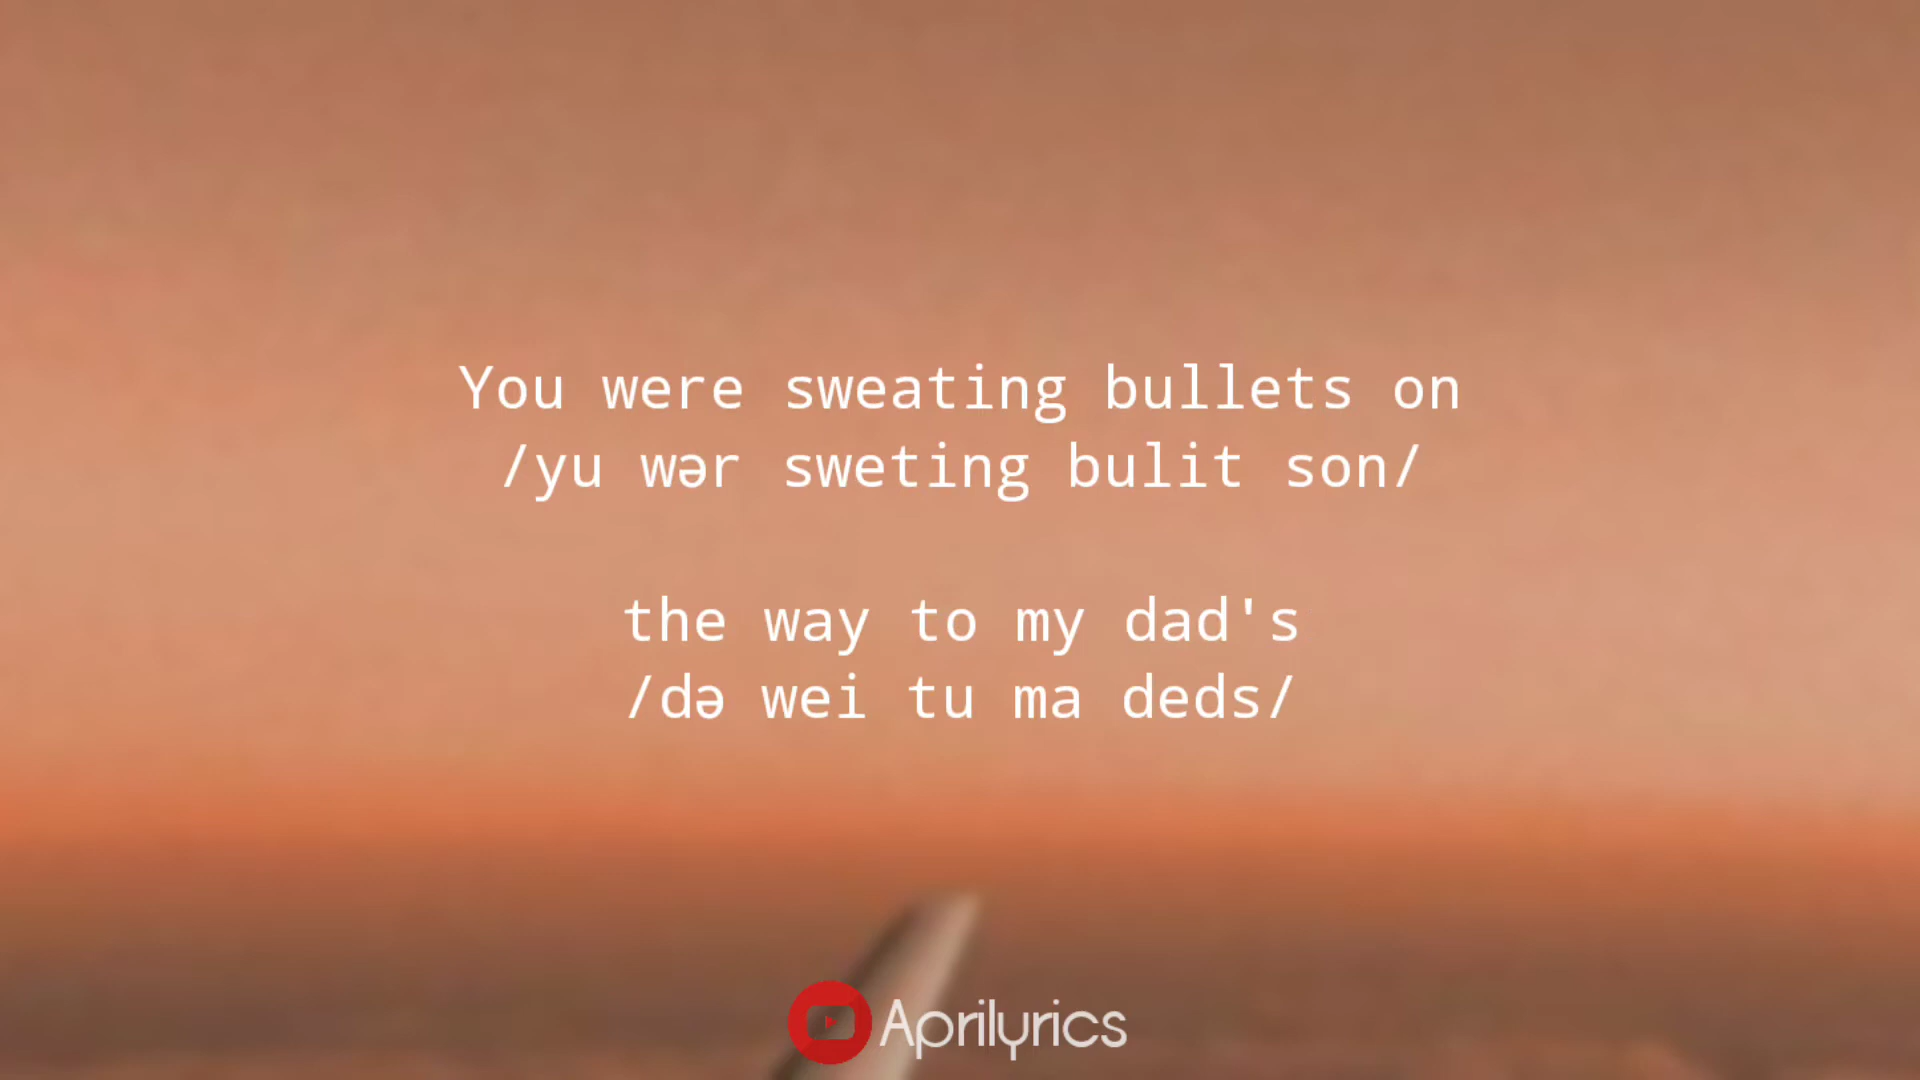 You were sweating bullets on
/yu wər sweting bulit son/
the way to my dad's
/də wei tu ma deds/
Aprilyrics